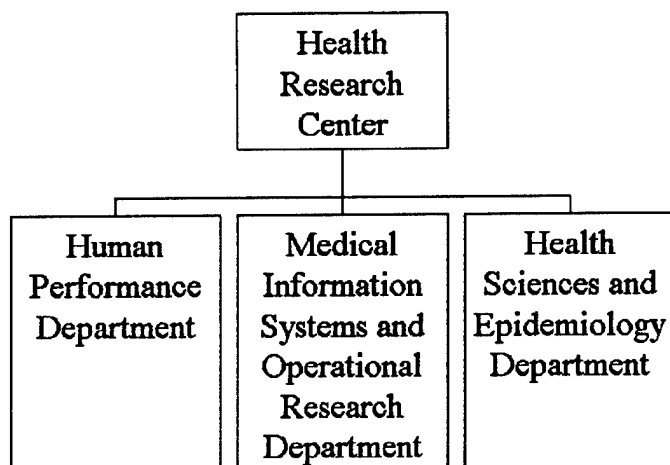 Health
Research
Center
Human
Performance
Department
Medical
Information
Systems and
Operational
Research
Department
Health
Sciences and
Epidemiology
Department